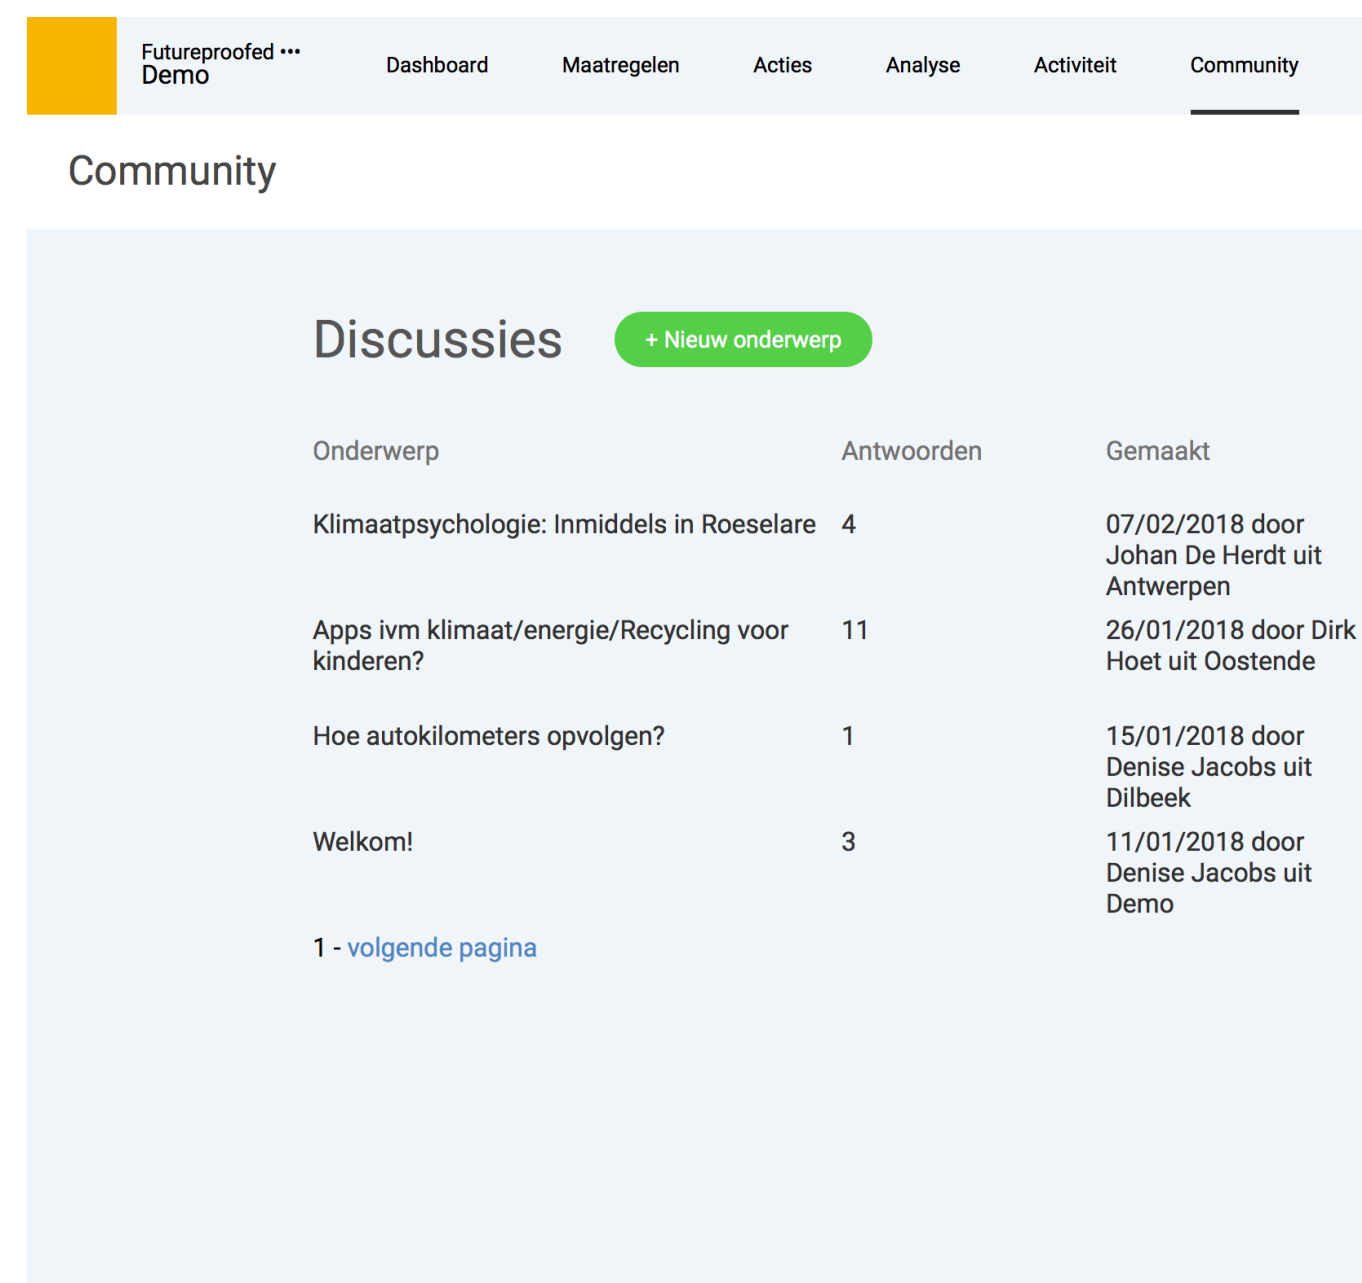 Futureproofed •••
Demo
Dashboard Maatregelen Acties Analyse Activiteit Community
Community
Discussies + Nieuw onderwerp
Onderwerp Antwoorden Gemaakt
Klimaatpsychologie: Inmiddels in Roeselare 4 07/02/2018 door
Johan De Herdt uit
Antwerpen
Apps ivm klimaat/energie/Recycling voor 11 26/01/2018 door Dirk
kinderen? Hoet uit Oostende
Hoe autokilometers opvolgen? 1 15/01/2018 door
Denise Jacobs uit
Dilbeek
Welkom! 3 11/01/2018 door
Denise Jacobs uit
Demo
1 - volgende pagina